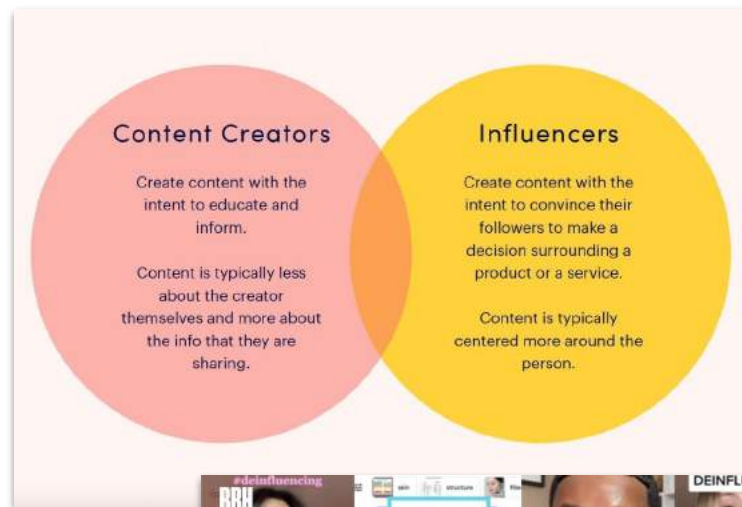 Content Creators
Create content with the
intent to educate and
inform.
Content is typically less
about the creator
themselves and more about
the info that they are
sharing.
Influencers
Create content with the
intent to convince their
followers to make a
decision surrounding a
product or a service.
Content is typically
centered more around the
person.
#deinfluencing
skin
structure